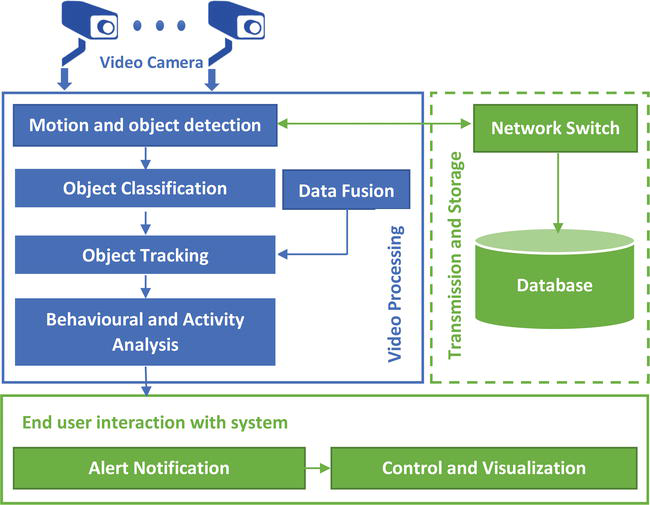 Video Camera
Motion and object detection
Object Classification
Data Fusion
Object Tracking
Behavioural and Activity
Analysis
Video Processing
Transmission and Storage
Network Switch
Database
End user interaction with system
Alert Notification
Control and Visualization